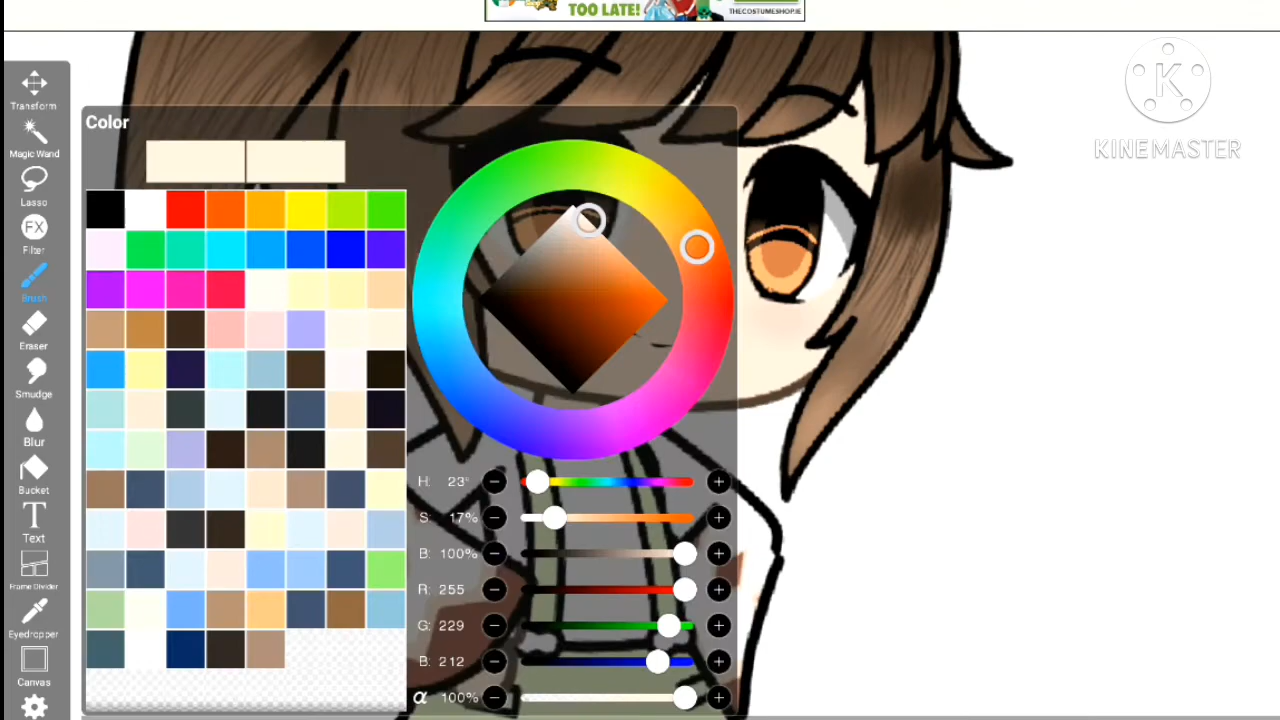 TOO LATE!
THECOSTUMESHOP.IE
K
KINEMASTER
Transform
Magic Wand
Lasso
FX
Filter
Brush
Eraser
Smudge
Blur
Bucket
T
Text
Frame Divider
Eyedropper
Canvas
Color
H: 23°
S: 17%
B: 100%
R: 255
G: 229
B: 212
α 100%